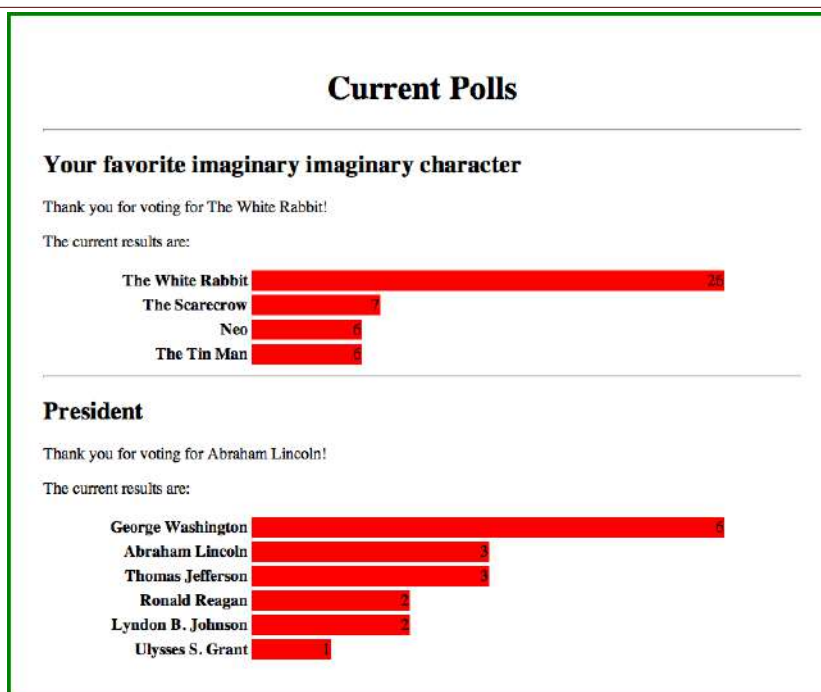 Current Polls
Your favorite imaginary imaginary character
Thank you for voting for The White Rabbit!
The current results are:
The White Rabbit 26
The Scarecrow 7
Neo 6
The Tin Man 6
President
Thank you for voting for Abraham Lincoln!
The current results are:
George Washington 6
Abraham Lincoln 3
Thomas Jefferson 3
Ronald Reagan 2
Lyndon B. Johnson 2
Ulysses S. Grant 1